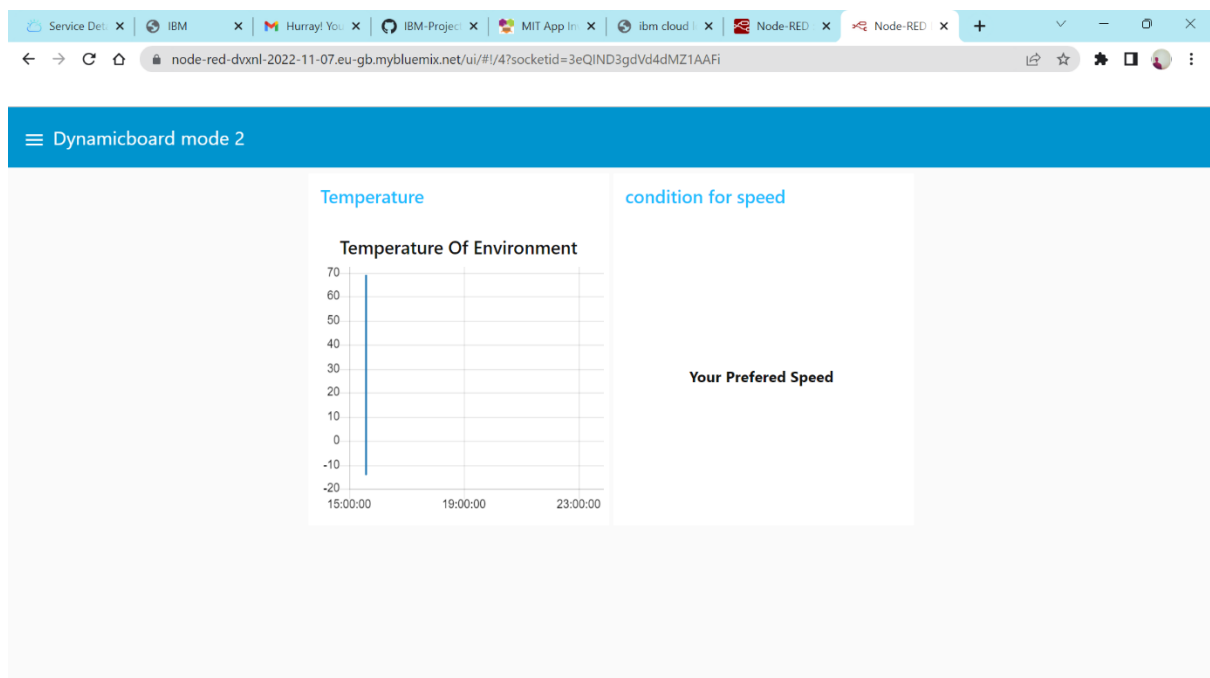 Service Det
IBM
Hurray! You
IBM-Project
MIT App In
ibm cloud
Node-RED
Node-RED
node-red-dvxnl-2022-11-07.eu-gb.mybluemix.net/ui/#!/4?socketid=3eQIND3gdVd4dMZ1AAFi
Dynamicboard mode 2
Temperature
Temperature Of Environment
70
60
50
40
30
20
10
0
-10
-20
15:00:00 19:00:00 23:00:00
condition for speed
Your Prefered Speed